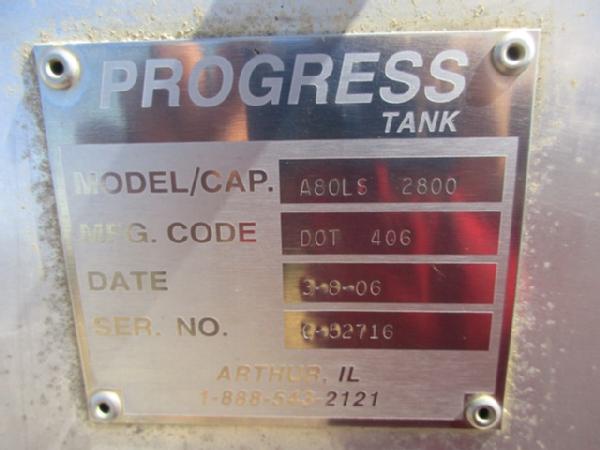 PROGRESS
TANK
MODEL/CAP. A80LS 2800
MFG. CODE DOT 406
DATE 3-8-06
SER. NO.
ARTHUR, IL
1-888-543-2121